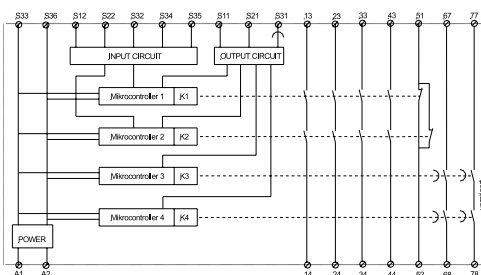 S33 S36 S12 S22 S32 S34 S35 S11 S21 S31 13 23 33 43 51 67 77
INPUT CIRCUIT OUTPUT CIRCUIT
Mikrocontroller 1 K1
Mikrocontroller 2 K2
Mikrocontroller 3 K3
Mikrocontroller 4 K4
POWER
A1 A2 14 24 34 44 52 68 78